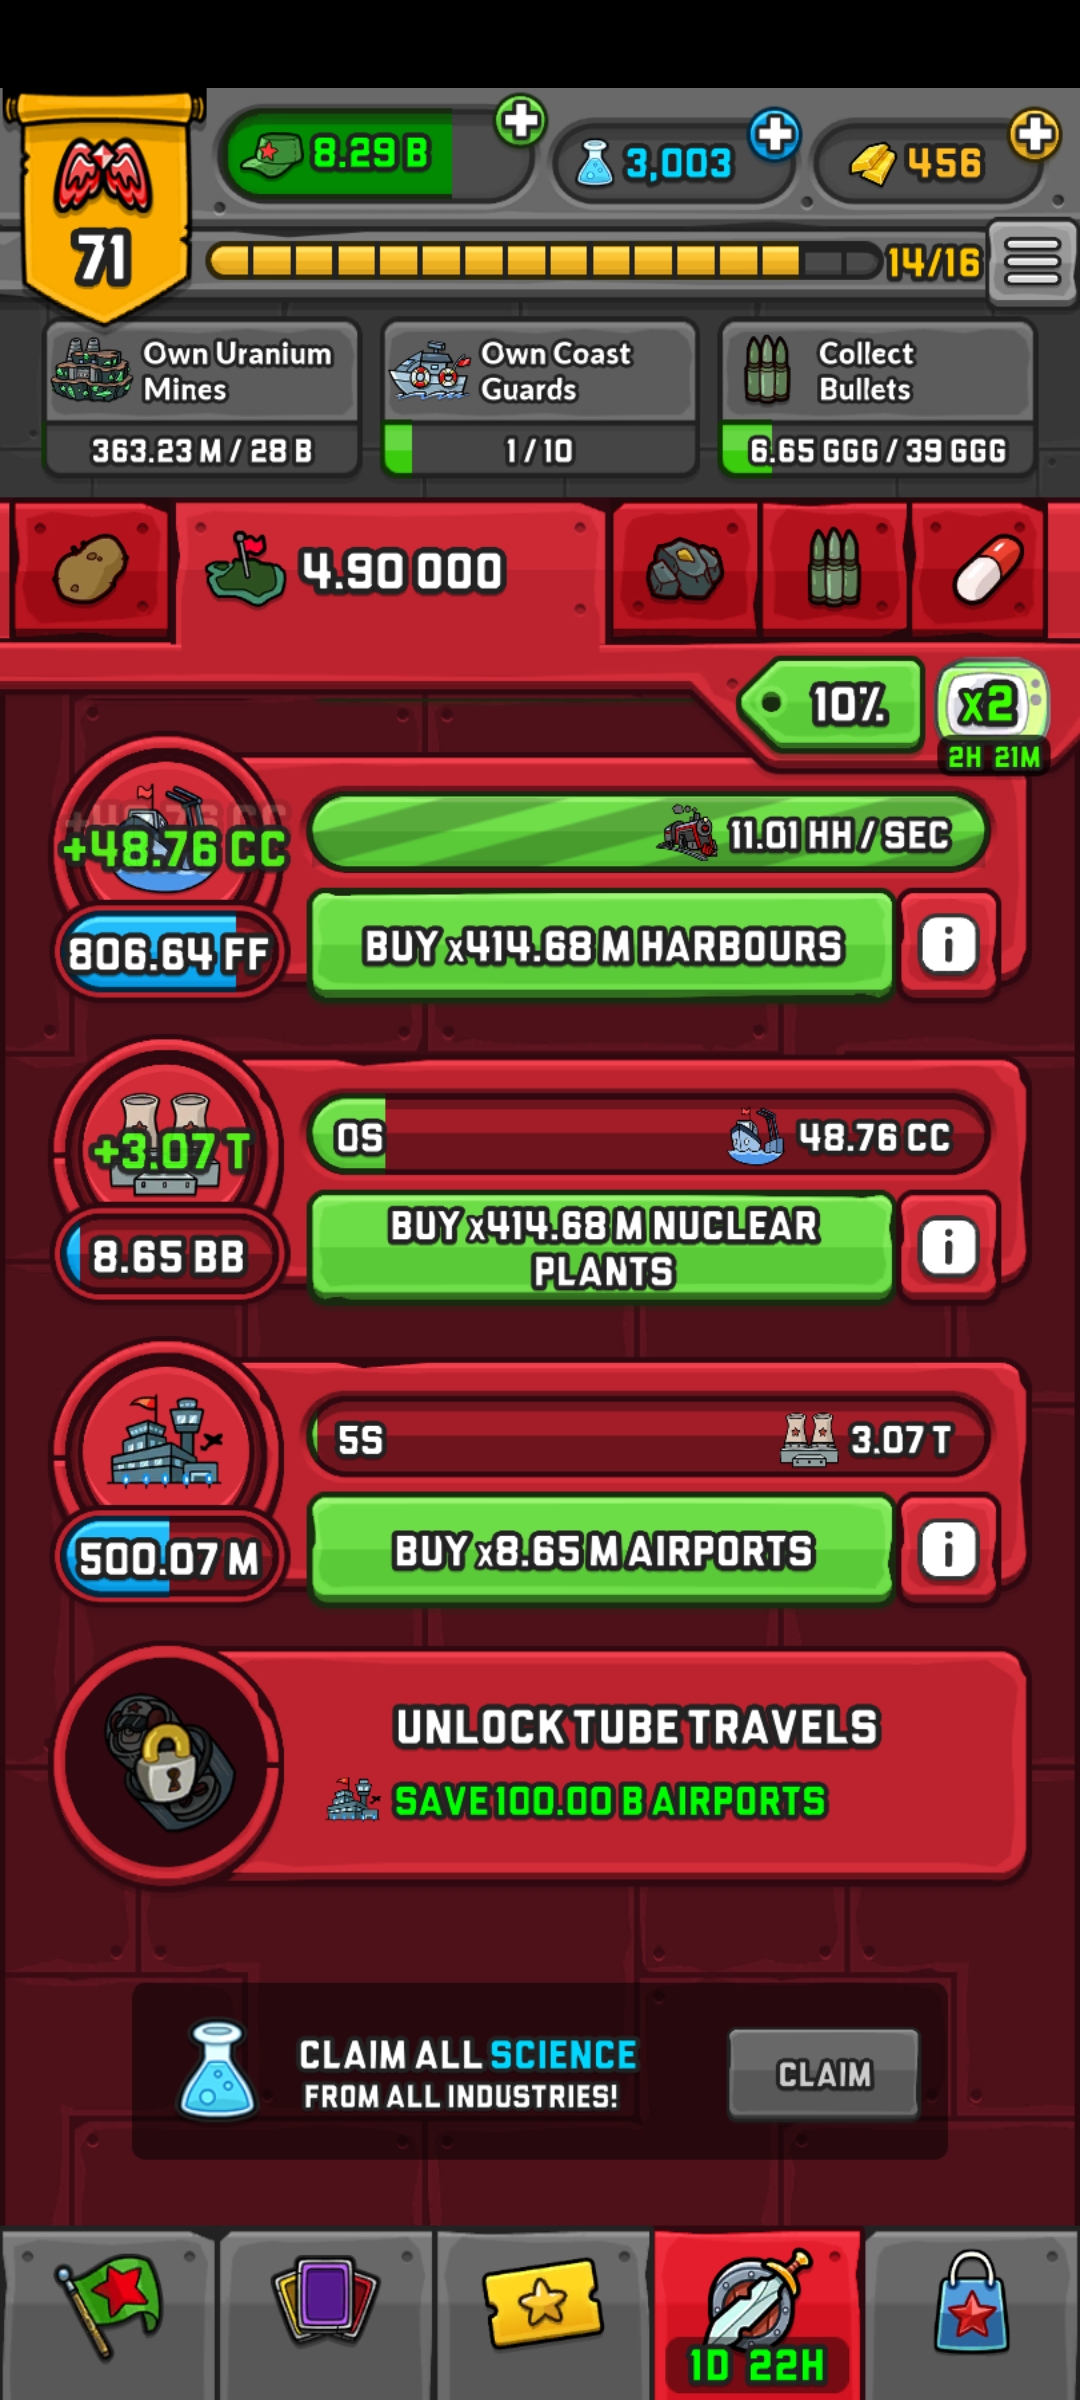 8.29 B
3,003
456
71
14/16
Own Uranium
Mines
363.23 M / 28 B
Own Coast
Guards
1 / 10
Collect
Bullets
6.65 GGG / 39 GGG
4.90 000
10%
x2
2H 21M
+48.76 CC
11.01 HH / SEC
806.64 FF
BUY x414.68 M HARBOURS
i
+3.07 T
0S
48.76 CC
8.65 BB
BUY x414.68 M NUCLEAR
PLANTS
i
5S
3.07 T
500.07 M
BUY x8.65 M AIRPORTS
i
UNLOCK TUBE TRAVELS
SAVE 100.00 B AIRPORTS
CLAIM ALL SCIENCE
FROM ALL INDUSTRIES!
CLAIM
1D 22H